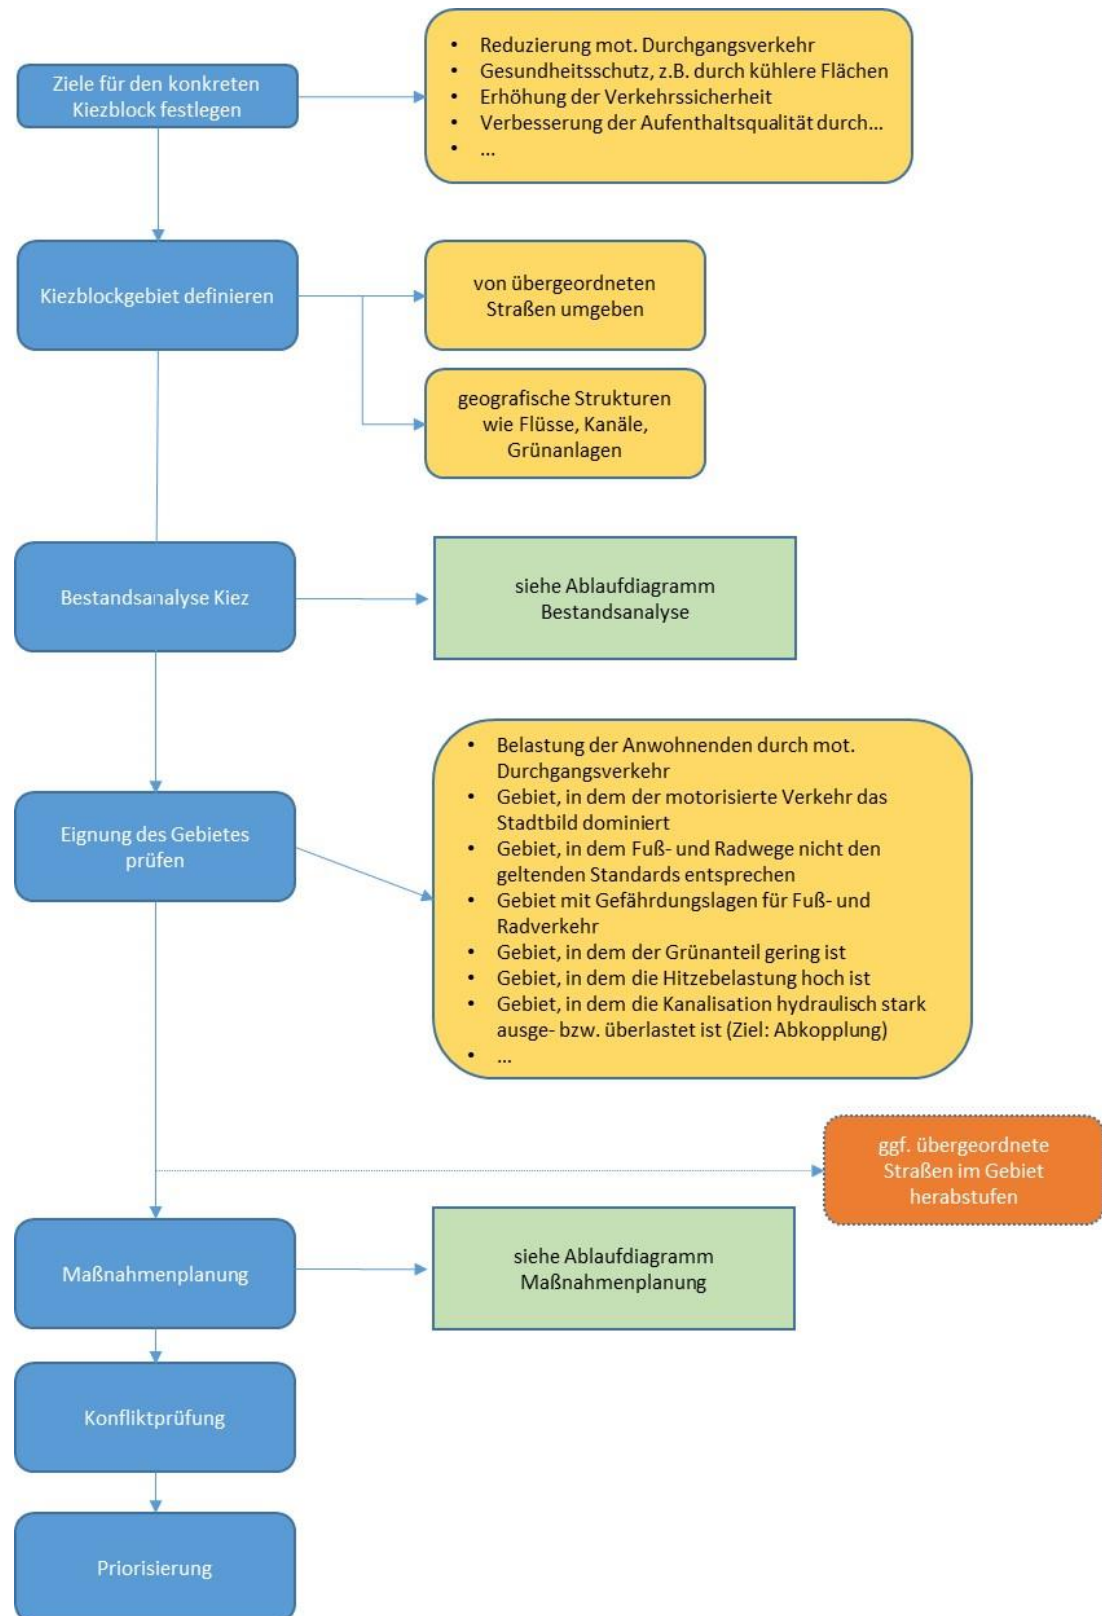 Ziele für den konkreten
Kiezblock festlegen
• Reduzierung mot. Durchgangsverkehr
• Gesundheitsschutz, z.B. durch kühlere Flächen
• Erhöhung der Verkehrssicherheit
• Verbesserung der Aufenthaltsqualität durch...
• ...
Kiezblockgebiet definieren
von übergeordneten
Straßen umgeben
geografische Strukturen
wie Flüsse, Kanäle,
Grünanlagen
Bestandsanalyse Kiez
siehe Ablaufdiagramm
Bestandsanalyse
Eignung des Gebietes
prüfen
• Belastung der Anwohnenden durch mot.
Durchgangsverkehr
• Gebiet, in dem der motorisierte Verkehr das
Stadtbild dominiert
• Gebiet, in dem Fuß- und Radwege nicht den
geltenden Standards entsprechen
• Gebiet mit Gefährdungslagen für Fuß- und
Radverkehr
• Gebiet, in dem der Grünanteil gering ist
• Gebiet, in dem die Hitzebelastung hoch ist
• Gebiet, in dem die Kanalisation hydraulisch stark
ausge- bzw. überlastet ist (Ziel: Abkopplung)
• ...
ggf. übergeordnete
Straßen im Gebiet
herabstufen
Maßnahmenplanung
siehe Ablaufdiagramm
Maßnahmenplanung
Konfliktprüfung
Priorisierung